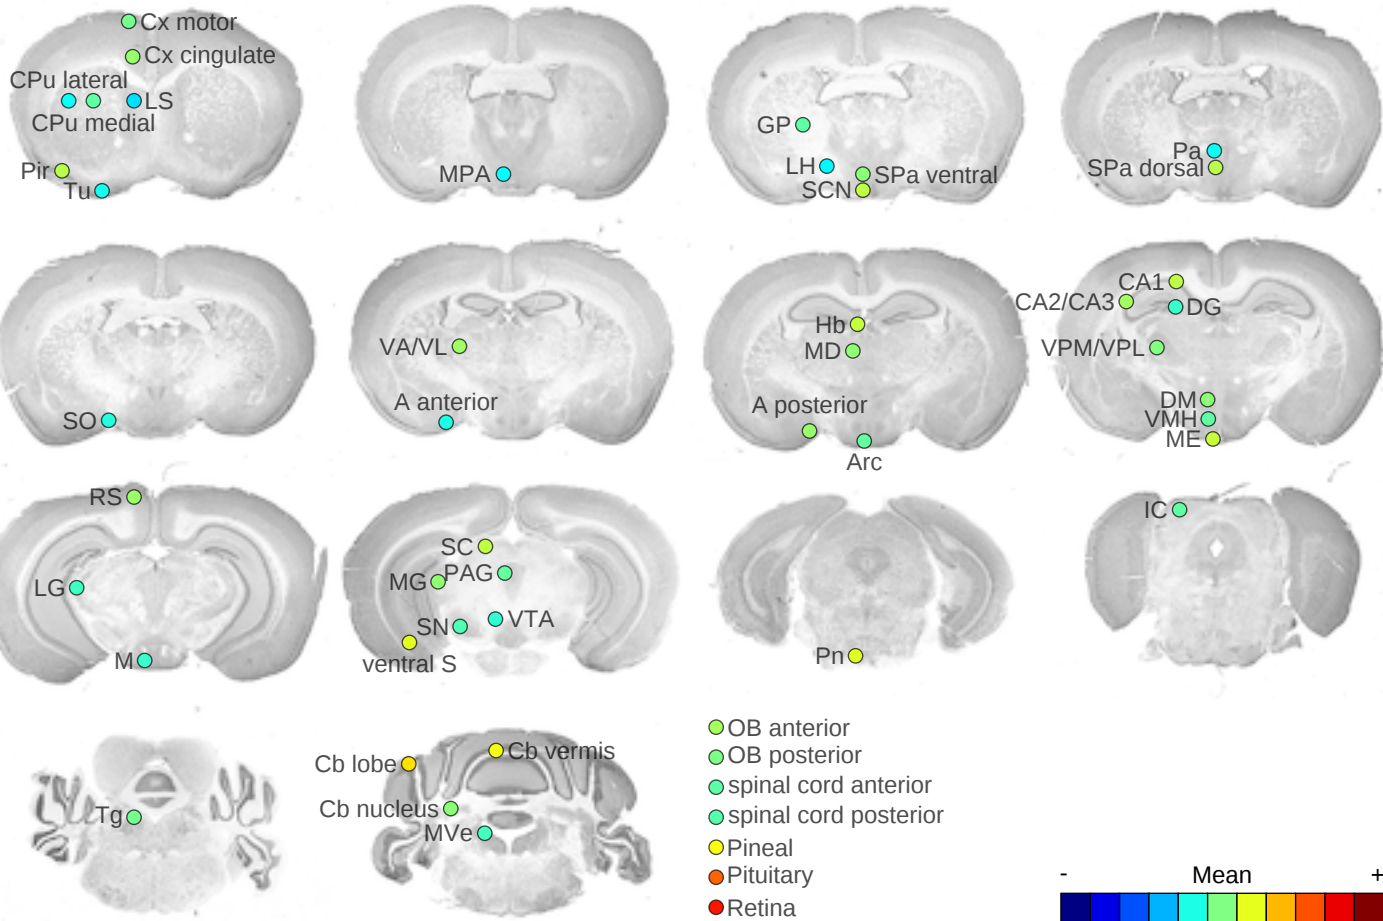 Cx motor
Cx cingulate
CPu lateral
LS
CPu medial
Pir
Tu
MPA
GP
LH
SPa ventral
SCN
Pa
SPa dorsal
SO
VA/VL
A anterior
Hb
MD
A posterior
Arc
CA1
CA2/CA3
DG
VPM/VPL
DM
VMH
ME
RS
LG
M
SC
MG
PAG
SN
VTA
ventral S
Pn
IC
Tg
Cb lobe
Cb vermis
Cb nucleus
MVe
OB anterior
OB posterior
spinal cord anterior
spinal cord posterior
Pineal
Pituitary
Retina
- Mean +